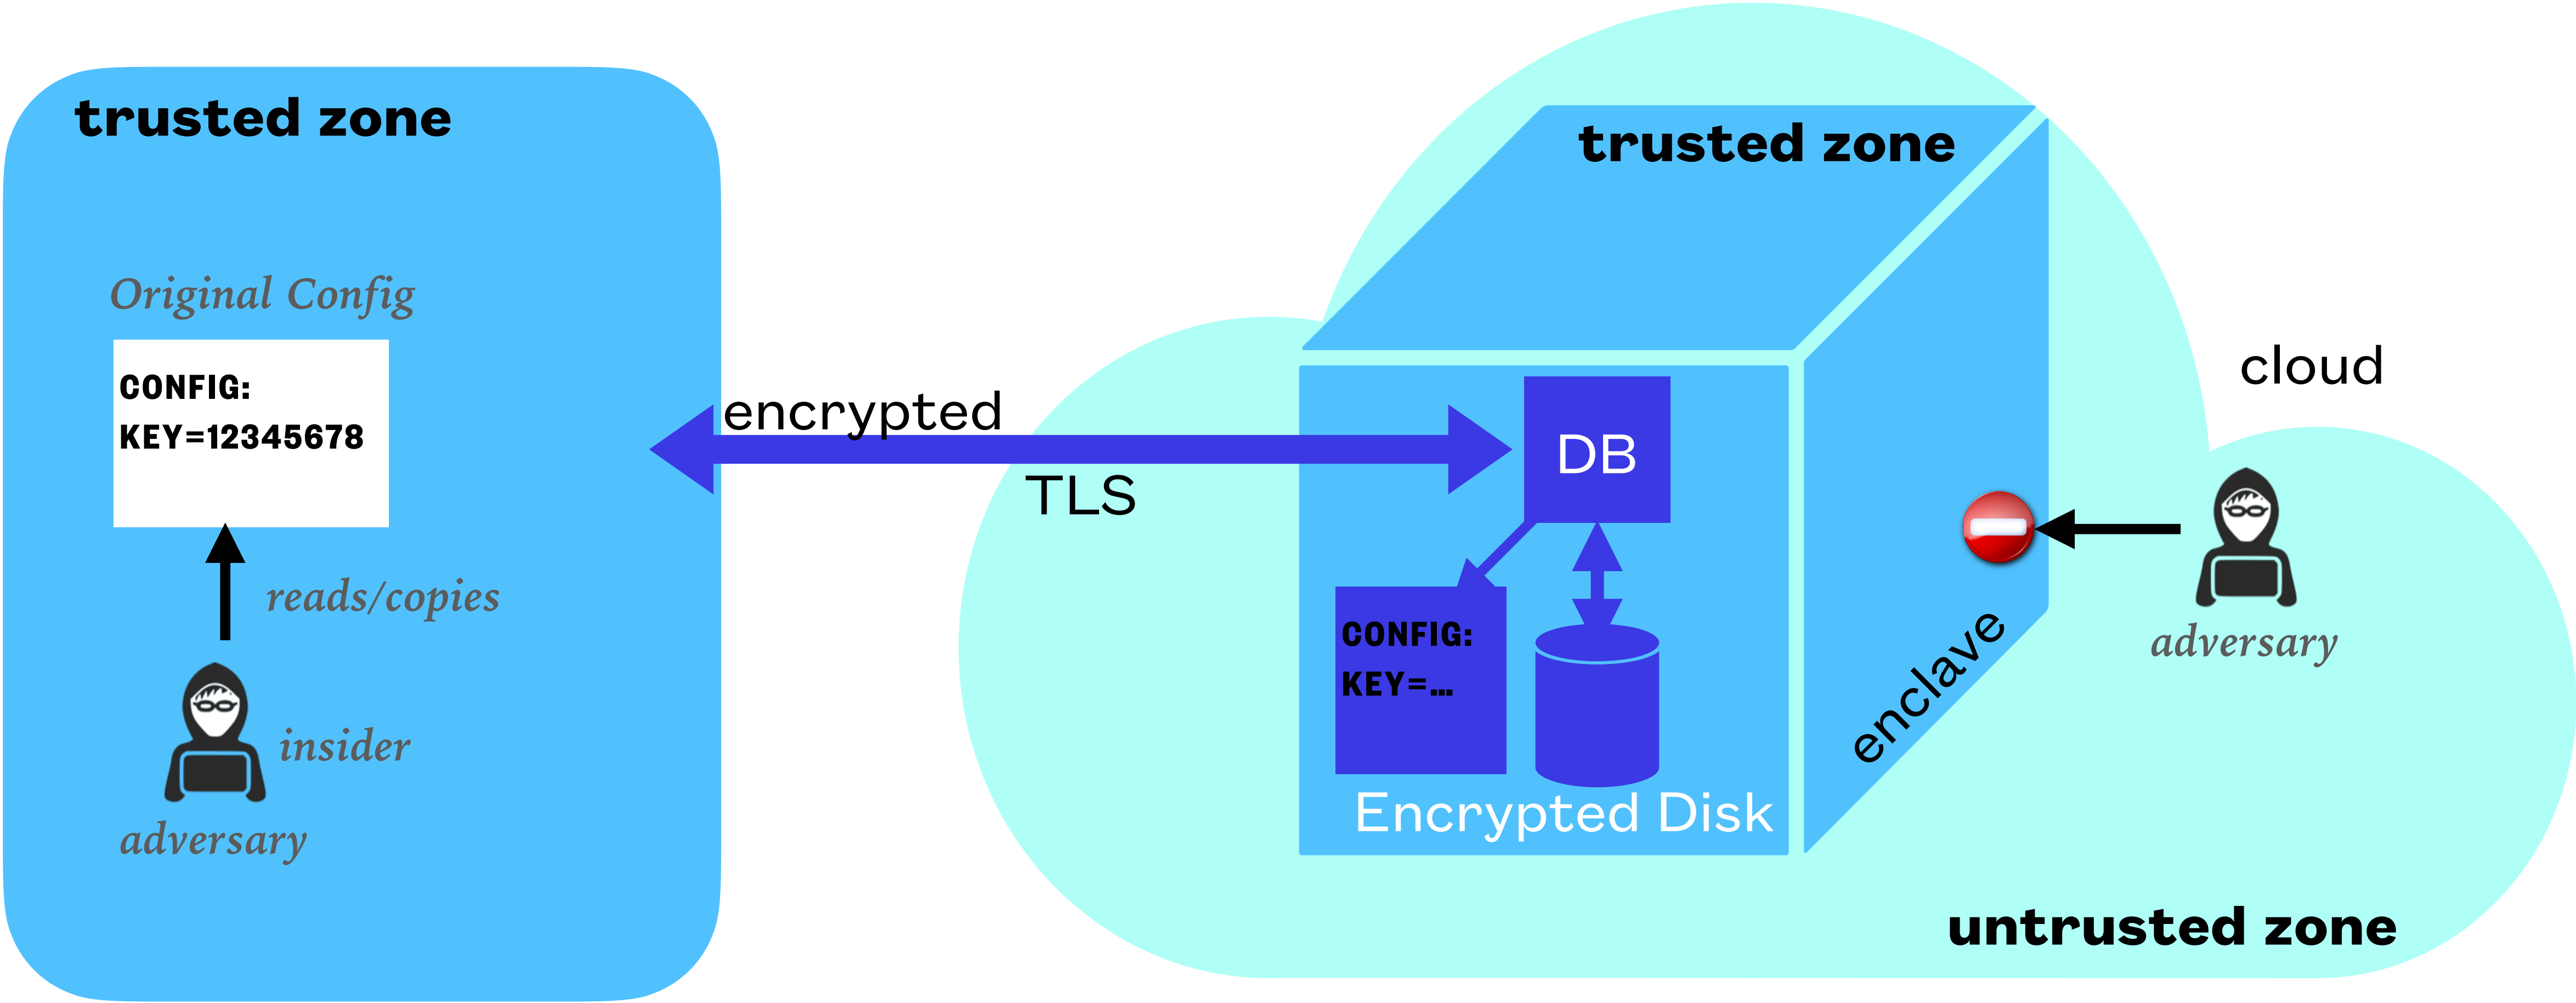 trusted zone
Original Config
CONFIG:
KEY=12345678
reads/copies
insider
adversary
encrypted
TLS
trusted zone
DB
CONFIG:
KEY=...
Encrypted Disk
enclave
cloud
adversary
untrusted zone